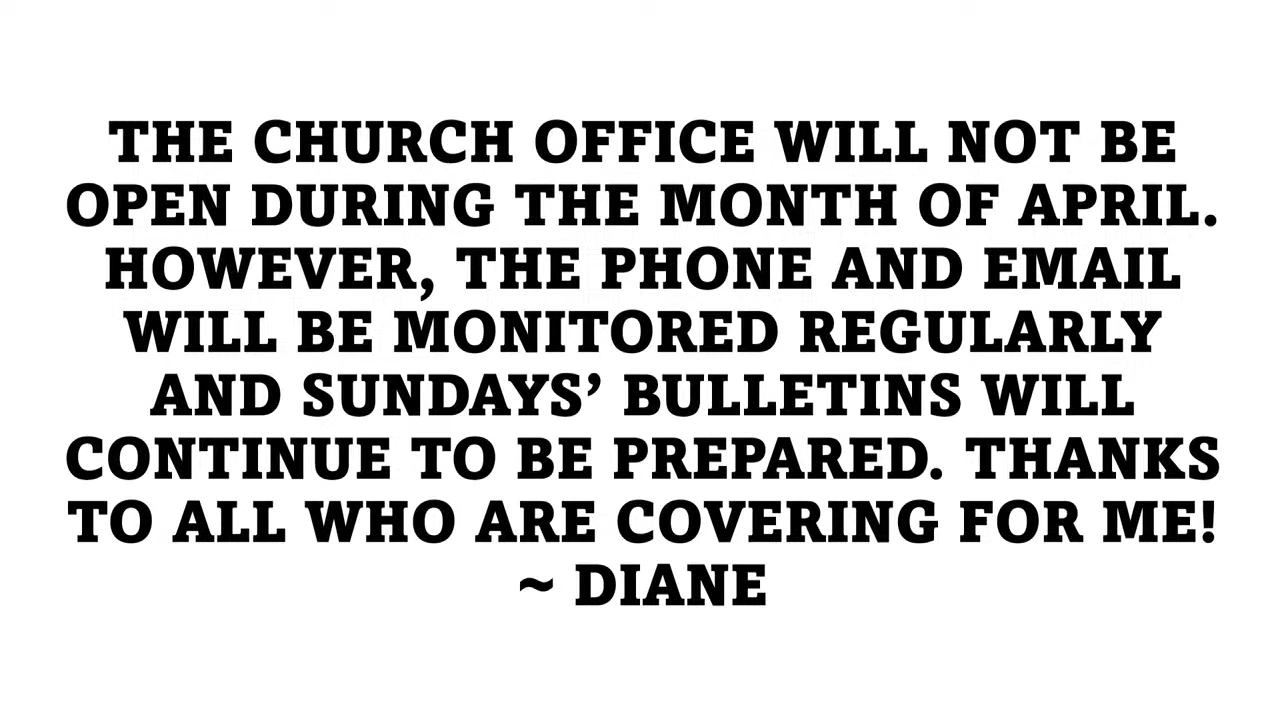 THE CHURCH OFFICE WILL NOT BE
OPEN DURING THE MONTH OF APRIL.
HOWEVER, THE PHONE AND EMAIL
WILL BE MONITORED REGULARLY
AND SUNDAYS’ BULLETINS WILL
CONTINUE TO BE PREPARED. THANKS
TO ALL WHO ARE COVERING FOR ME!
~ DIANE